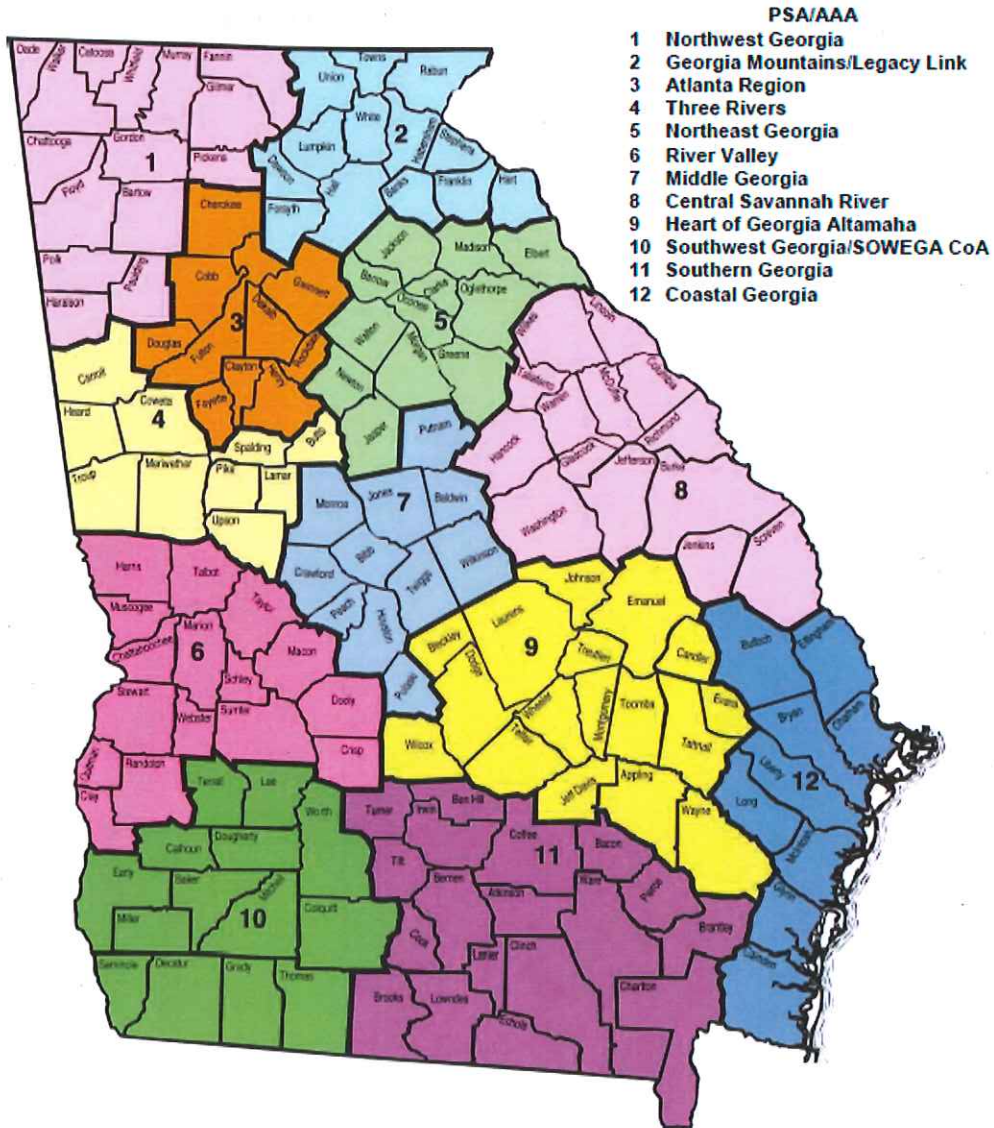 PSA/AAA
1 Northwest Georgia
2 Georgia Mountains/Legacy Link
3 Atlanta Region
4 Three Rivers
5 Northeast Georgia
6 River Valley
7 Middle Georgia
8 Central Savannah River
9 Heart of Georgia Altamaha
10 Southwest Georgia/SOWEGA CoA
11 Southern Georgia
12 Coastal Georgia
Dade
Walker
Catoosa
Whitfield
Murray
Fannin
Gilmer
Chattooga
Gordon
Pickens
1
Floyd
Bartow
Polk
Paulding
Haralson
Towns
Union
Rabun
White
2
Lumpkin
Habersham
Stephens
Dawson
Hall
Banks
Franklin
Hart
Forsyth
Cherokee
Cobb
Gwinnett
Dekalb
3
Douglas
Fulton
Rockdale
Clayton
Henry
Fayette
Jackson
Madison
Elbert
Barrow
Clarke
Oconee
Oglethorpe
5
Walton
Morgan
Greene
Newton
Jasper
Carroll
Heard
Coweta
4
Spalding
Butts
Troup
Meriwether
Pike
Lamar
Upson
Putnam
Monroe
Jones
7
Baldwin
Bibb
Crawford
Twiggs
Wilkinson
Peach
Houston
Pulaski
Wilkes
Lincoln
Taliaferro
McDuffie
Columbia
Warren
Hancock
Glascock
Richmond
Jefferson
Burke
8
Washington
Jenkins
Screven
Harris
Talbot
Muscogee
Taylor
Chattahoochee
Marion
6
Macon
Schley
Stewart
Webster
Sumter
Dooly
Crisp
Quitman
Randolph
Clay
Johnson
Emanuel
Laurens
Bleckley
9
Treutlen
Candler
Dodge
Wheeler
Montgomery
Toombs
Evans
Tattnall
Wilcox
Telfair
Jeff Davis
Appling
Wayne
Bulloch
Effingham
Bryan
Chatham
Liberty
12
Long
McIntosh
Glynn
Camden
Terrell
Lee
Worth
Calhoun
Dougherty
Early
Baker
Mitchell
Miller
10
Colquitt
Seminole
Decatur
Grady
Thomas
Turner
Irwin
Ben Hill
Coffee
11
Bacon
Tift
Berrien
Atkinson
Ware
Pierce
Cook
Lanier
Clinch
Brantley
Brooks
Lowndes
Echols
Charlton